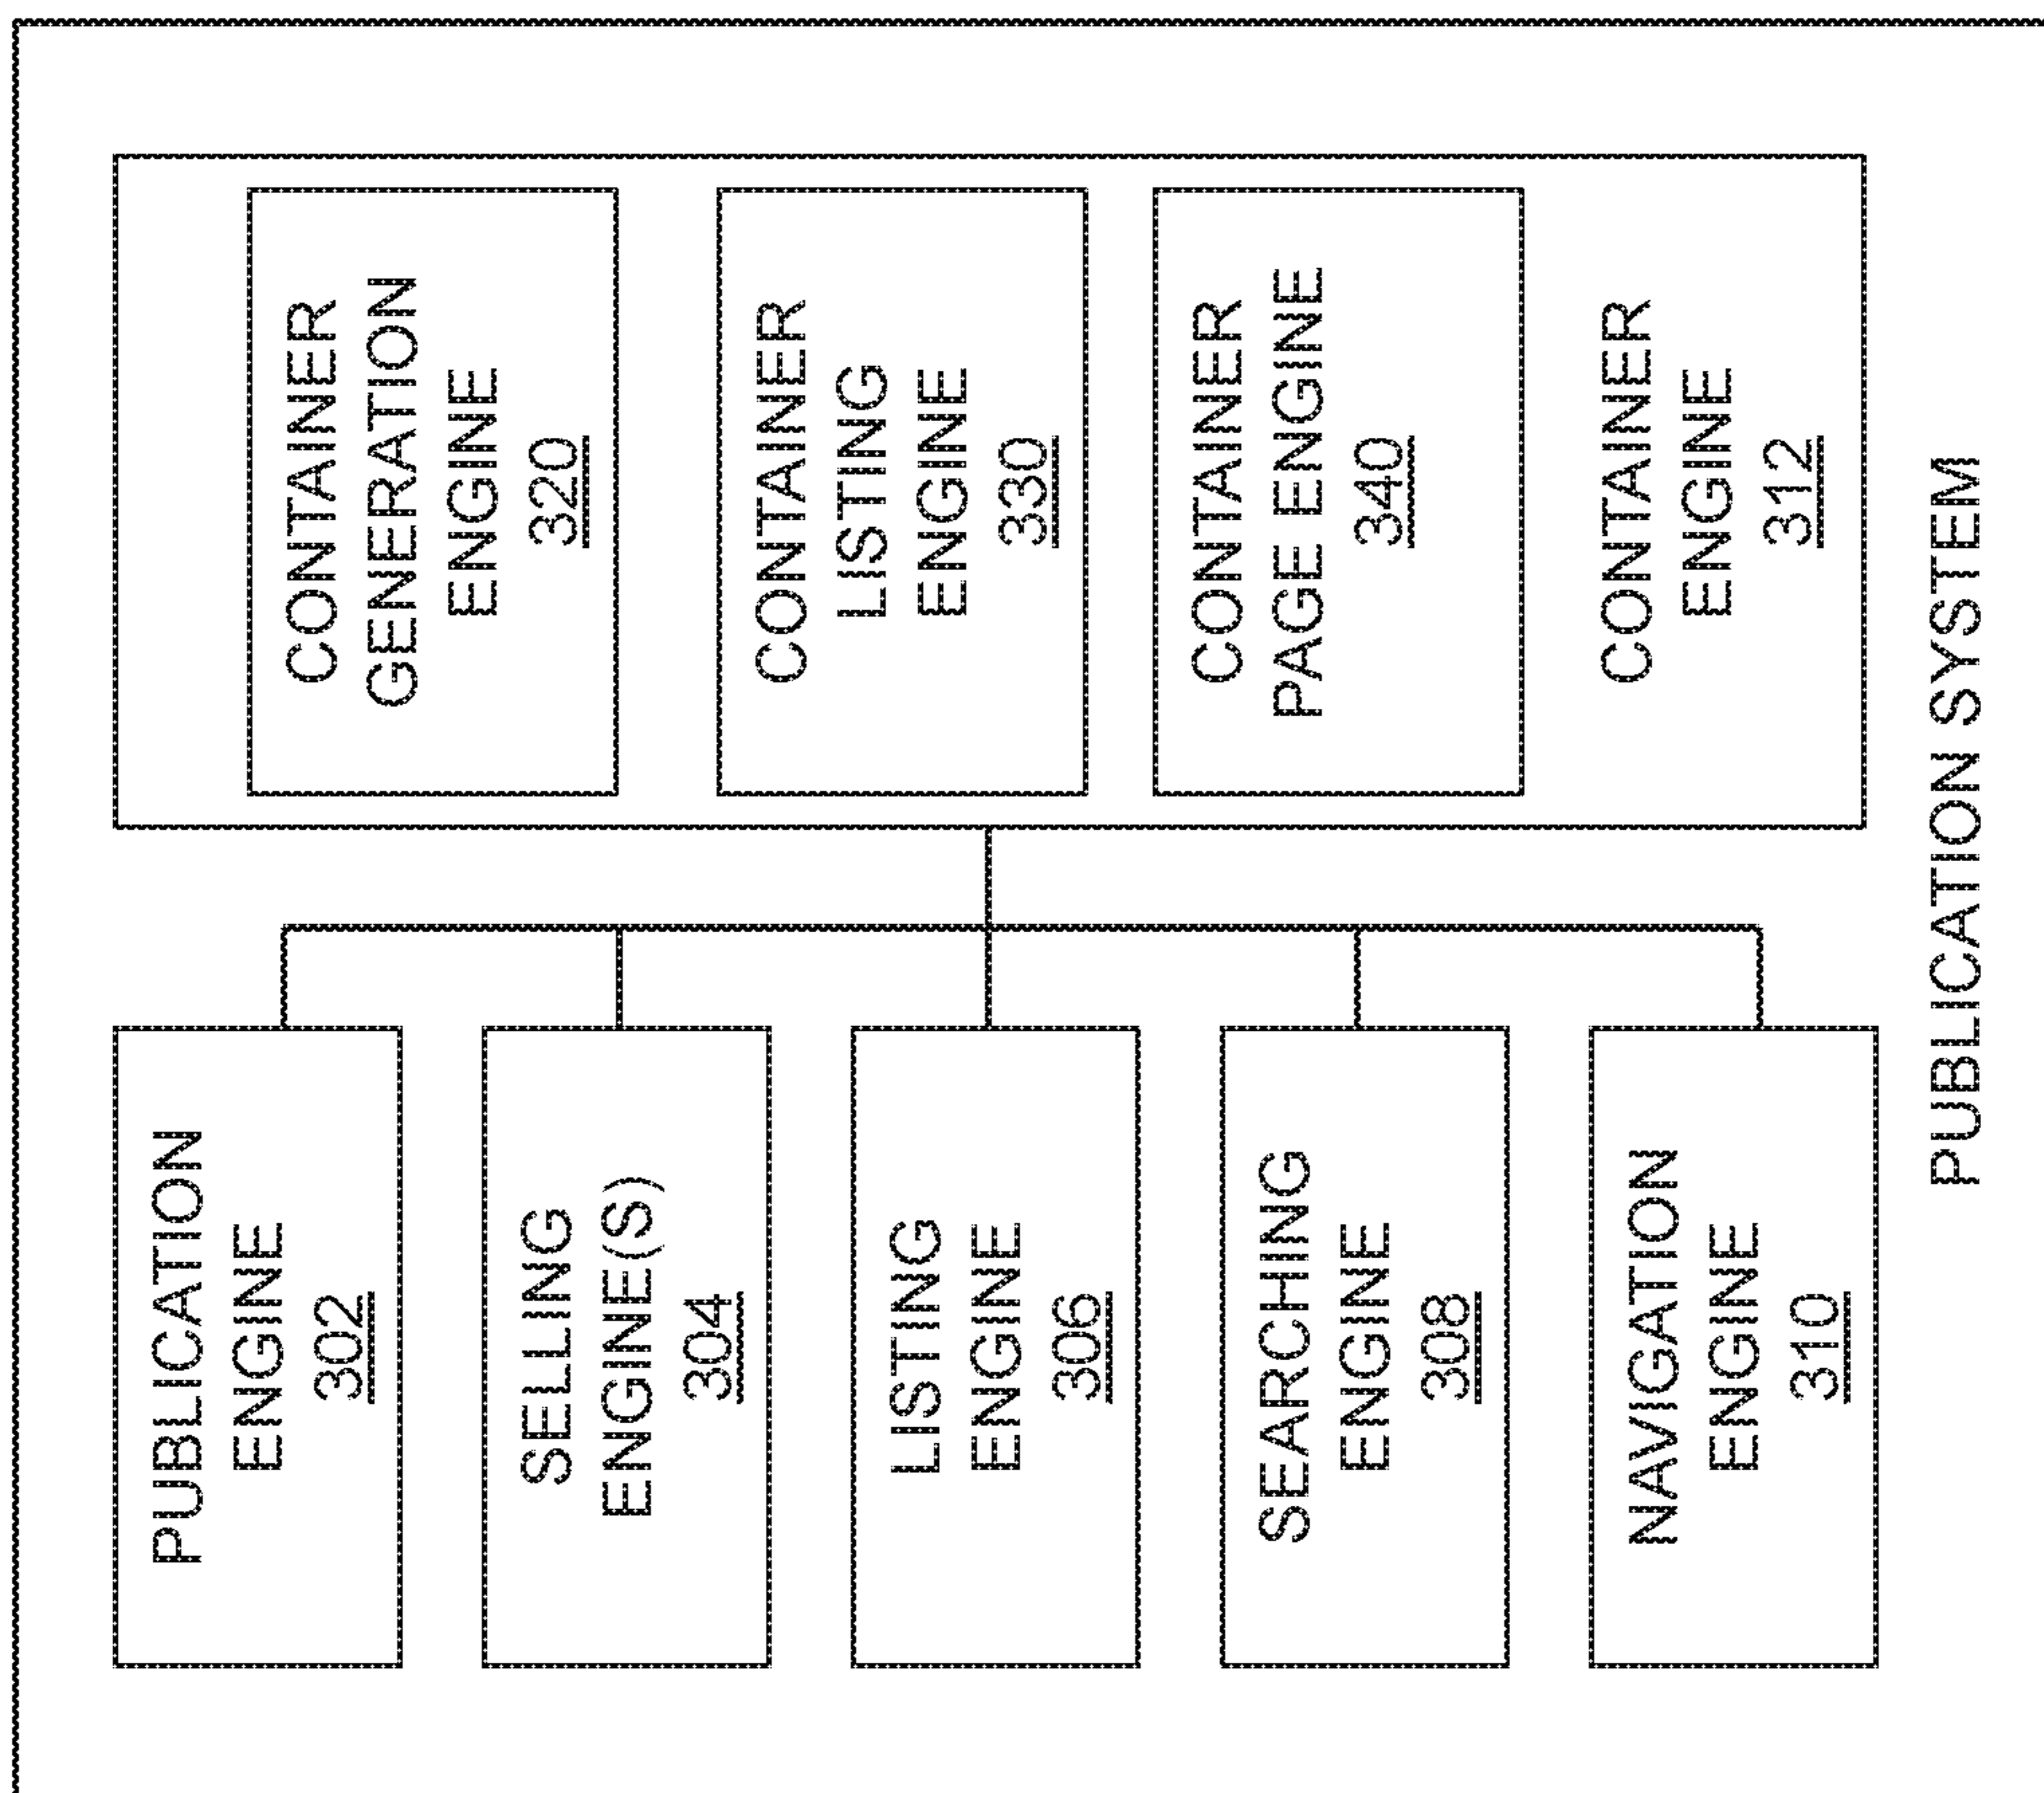 PUBLICATION
ENGINE
302
SELLING
ENGINE(S)
304
LISTING
ENGINE
306
SEARCHING
ENGINE
308
NAVIGATION
ENGINE
310
CONTAINER
GENERATION
ENGINE
320
CONTAINER
LISTING
ENGINE
330
CONTAINER
PAGE ENGINE
340
CONTAINER
ENGINE
312
PUBLICATION SYSTEM